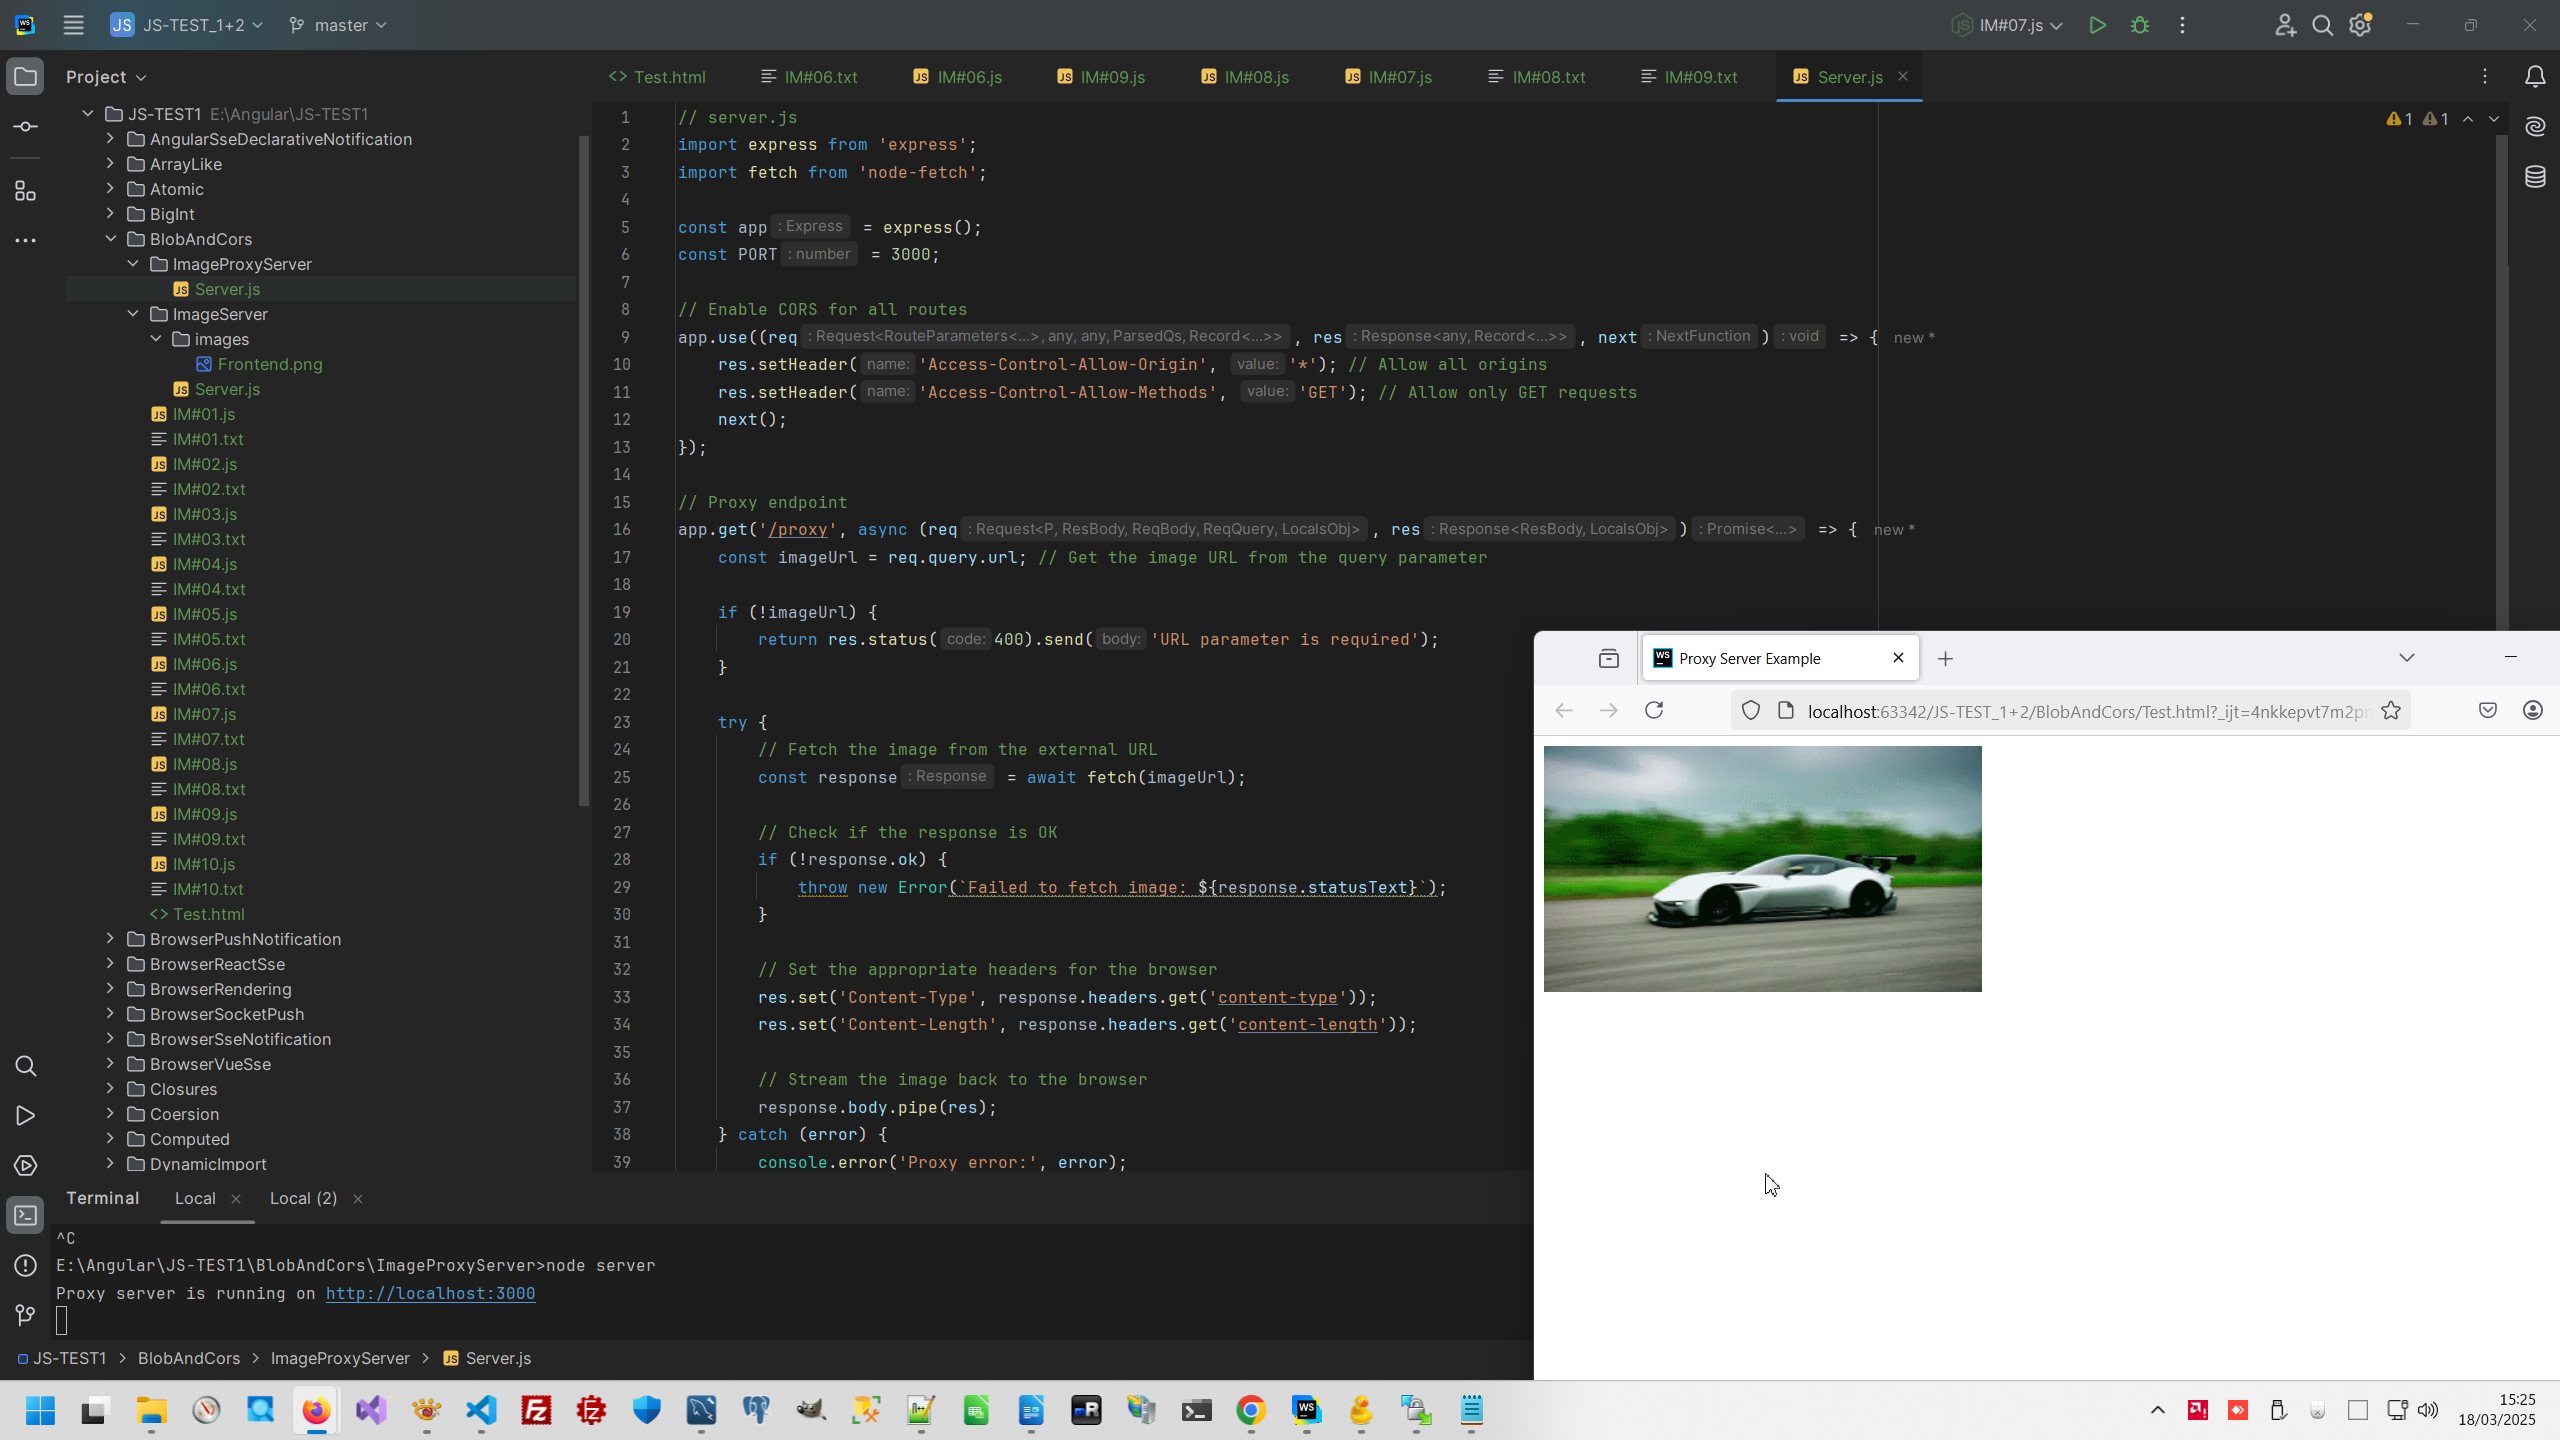 JS JS-TEST_1+2 master IM#07.js
Project
Test.html IM#06.txt IM#06.js IM#09.js IM#08.js IM#07.js IM#08.txt IM#09.txt Server.js
JS-TEST1 E:\Angular\JS-TEST1
AngularSseDeclarativeNotification
ArrayLike
Atomic
BigInt
BlobAndCors
ImageProxyServer
Server.js
ImageServer
images
Frontend.png
Server.js
IM#01.js
IM#01.txt
IM#02.js
IM#02.txt
IM#03.js
IM#03.txt
IM#04.js
IM#04.txt
IM#05.js
IM#05.txt
IM#06.js
IM#06.txt
IM#07.js
IM#07.txt
IM#08.js
IM#08.txt
IM#09.js
IM#09.txt
IM#10.js
IM#10.txt
Test.html
BrowserPushNotification
BrowserReactSse
BrowserRendering
BrowserSocketPush
BrowserSseNotification
BrowserVueSse
Closures
Coersion
Computed
DynamicImport
1 // server.js
2 import express from 'express';
3 import fetch from 'node-fetch';
4
5 const app : Express = express();
6 const PORT : number = 3000;
7
8 // Enable CORS for all routes
9 app.use((req : Request<RouteParameters<...>, any, any, ParsedQs, Record<...>> , res : Response<any, Record<...>> , next : NextFunction ) : void => { new *
10 res.setHeader( name: 'Access-Control-Allow-Origin', value: '*'); // Allow all origins
11 res.setHeader( name: 'Access-Control-Allow-Methods', value: 'GET'); // Allow only GET requests
12 next();
13 });
14
15 // Proxy endpoint
16 app.get('/proxy', async (req : Request<P, ResBody, ReqBody, ReqQuery, LocalsObj> , res : Response<ResBody, LocalsObj> ) : Promise<...> => { new *
17 const imageUrl = req.query.url; // Get the image URL from the query parameter
18
19 if (!imageUrl) {
20 return res.status( code: 400).send( body: 'URL parameter is required');
21 }
22
23 try {
24 // Fetch the image from the external URL
25 const response : Response = await fetch(imageUrl);
26
27 // Check if the response is OK
28 if (!response.ok) {
29 throw new Error(`Failed to fetch image: ${response.statusText}`);
30 }
31
32 // Set the appropriate headers for the browser
33 res.set('Content-Type', response.headers.get('content-type'));
34 res.set('Content-Length', response.headers.get('content-length'));
35
36 // Stream the image back to the browser
37 response.body.pipe(res);
38 } catch (error) {
39 console.error('Proxy error:', error);
1 1
Proxy Server Example
localhost:63342/JS-TEST_1+2/BlobAndCors/Test.html?_ijt=4nkkepvt7m2pr
Terminal Local Local (2)
^C
E:\Angular\JS-TEST1\BlobAndCors\ImageProxyServer>node server
Proxy server is running on http://localhost:3000
JS-TEST1 > BlobAndCors > ImageProxyServer > Server.js
15:25
18/03/2025